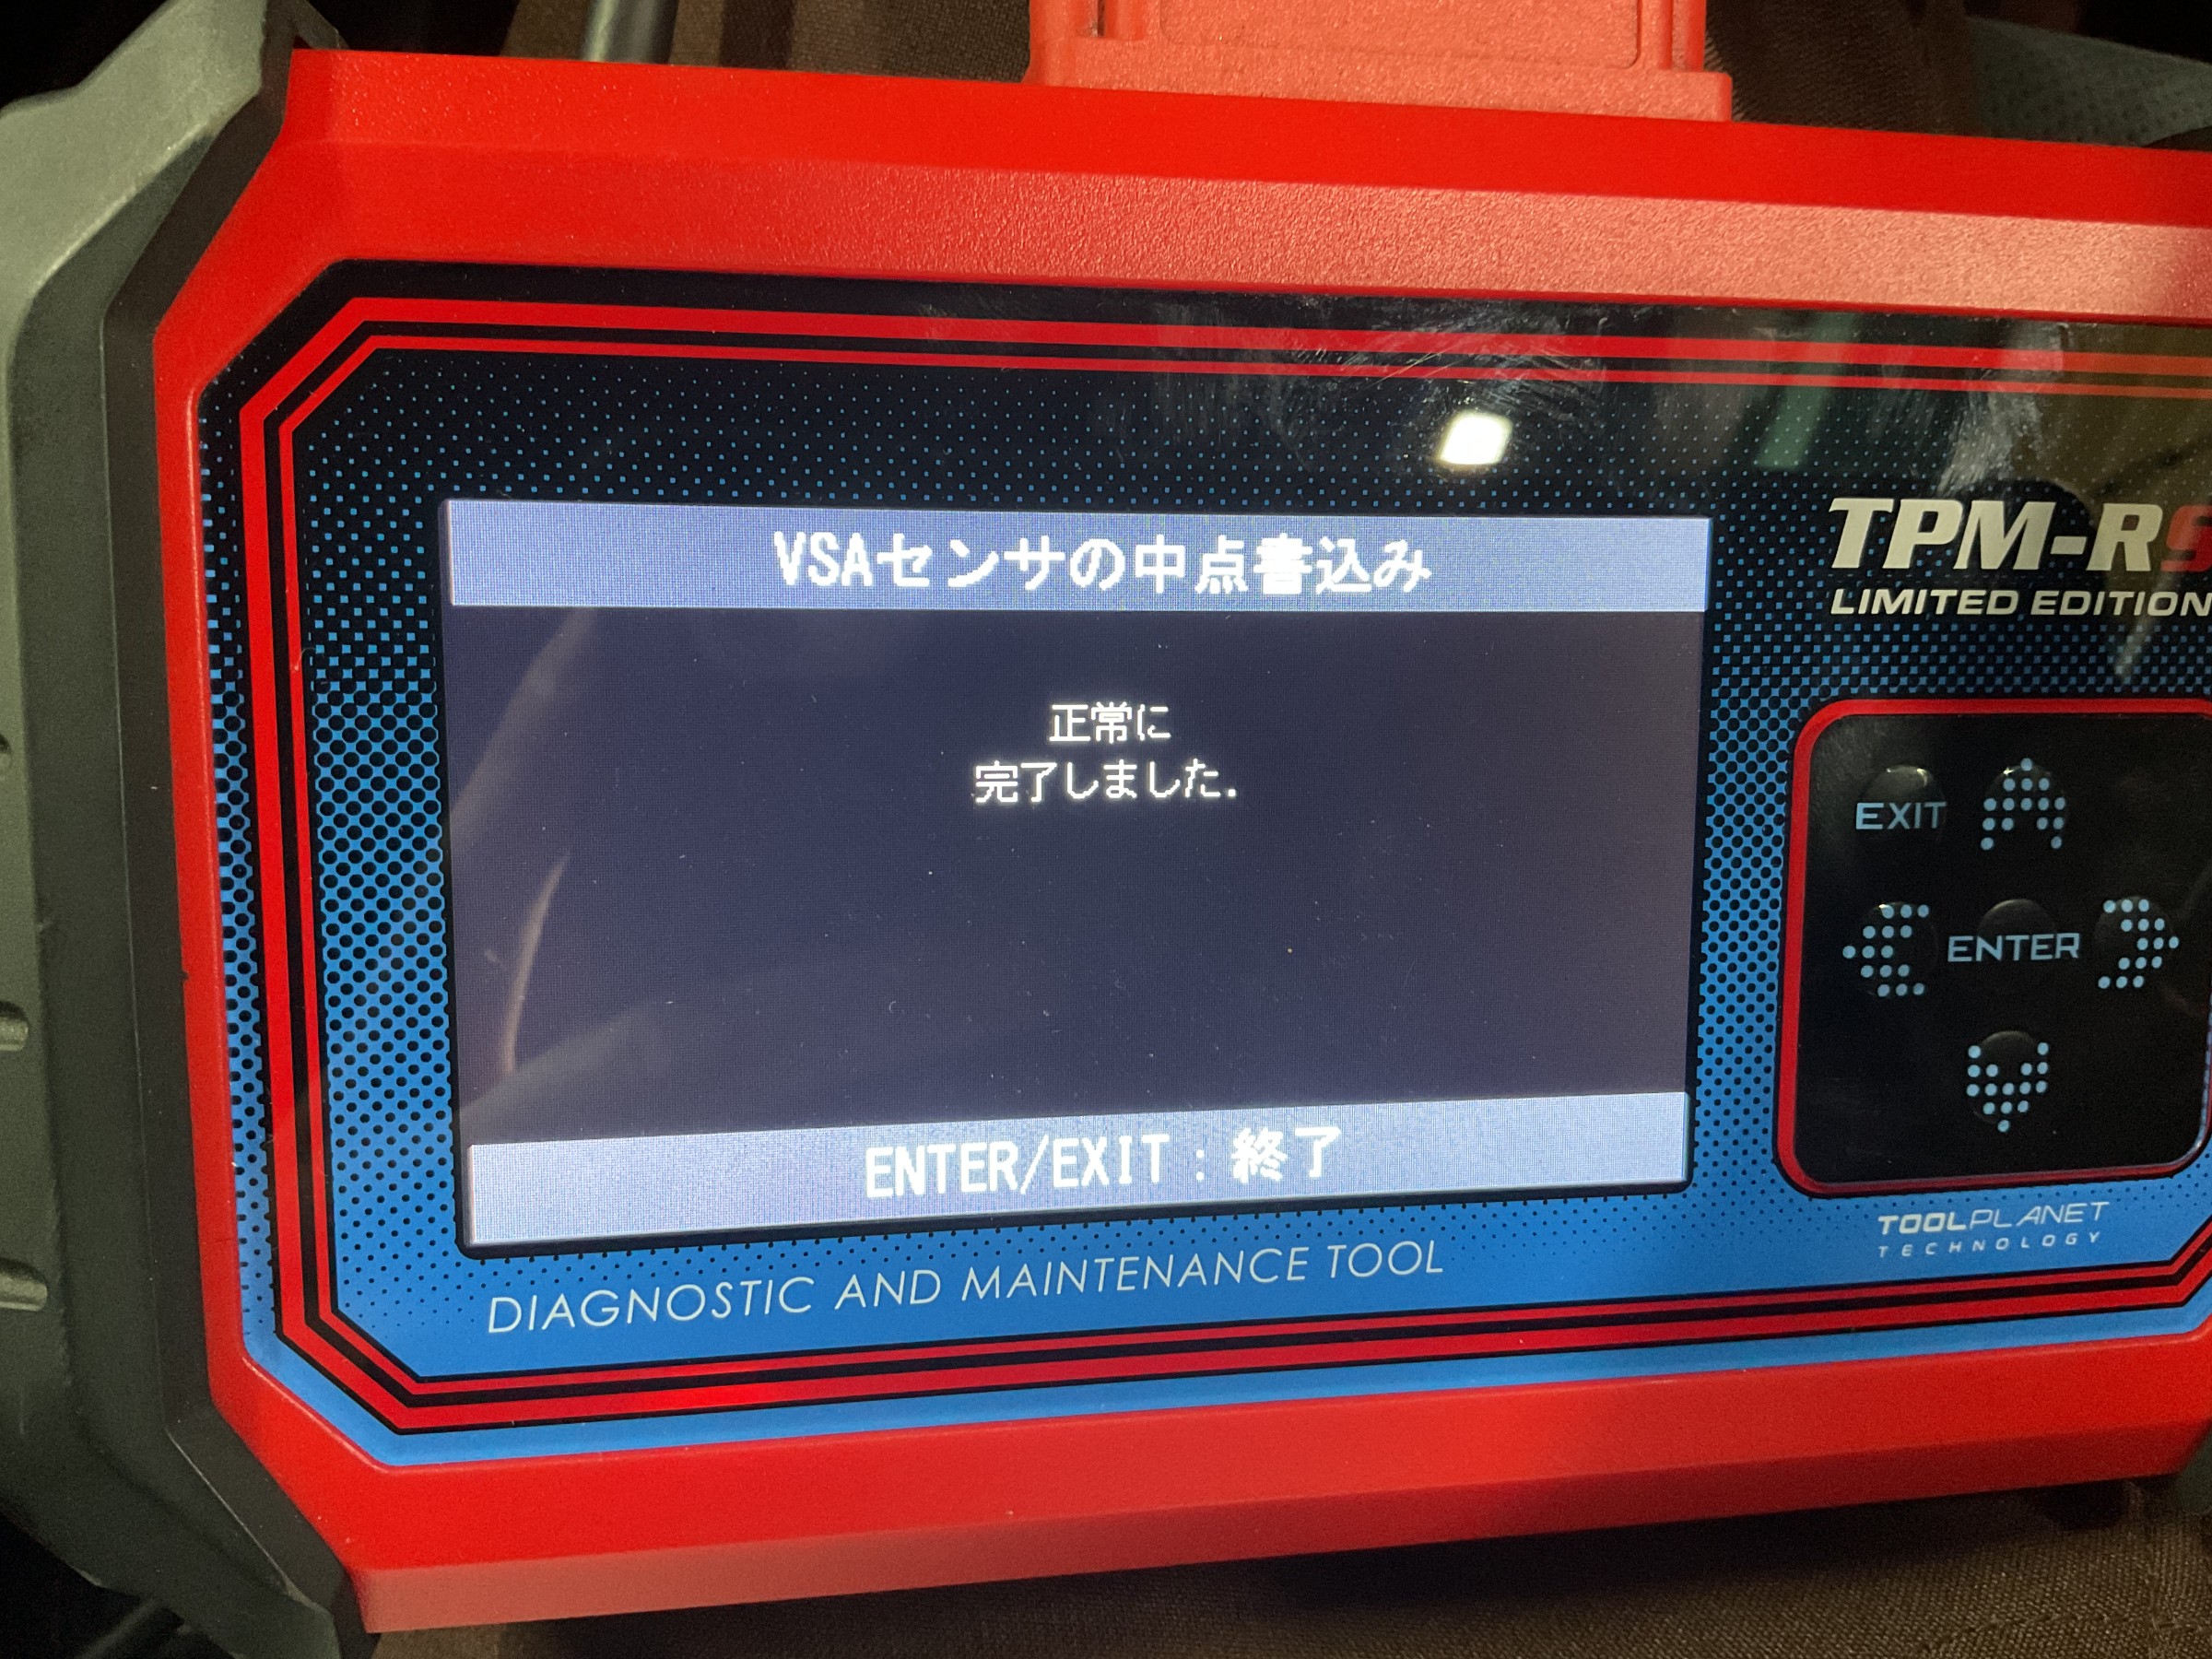 VSAセンサの中点書込み
正常に
完了しました.
ENTER/EXIT：終了
DIAGNOSTIC AND MAINTENANCE TOOL
TPM-RS
LIMITED EDITION
EXIT
ENTER
TOOLPLANET
TECHNOLOGY